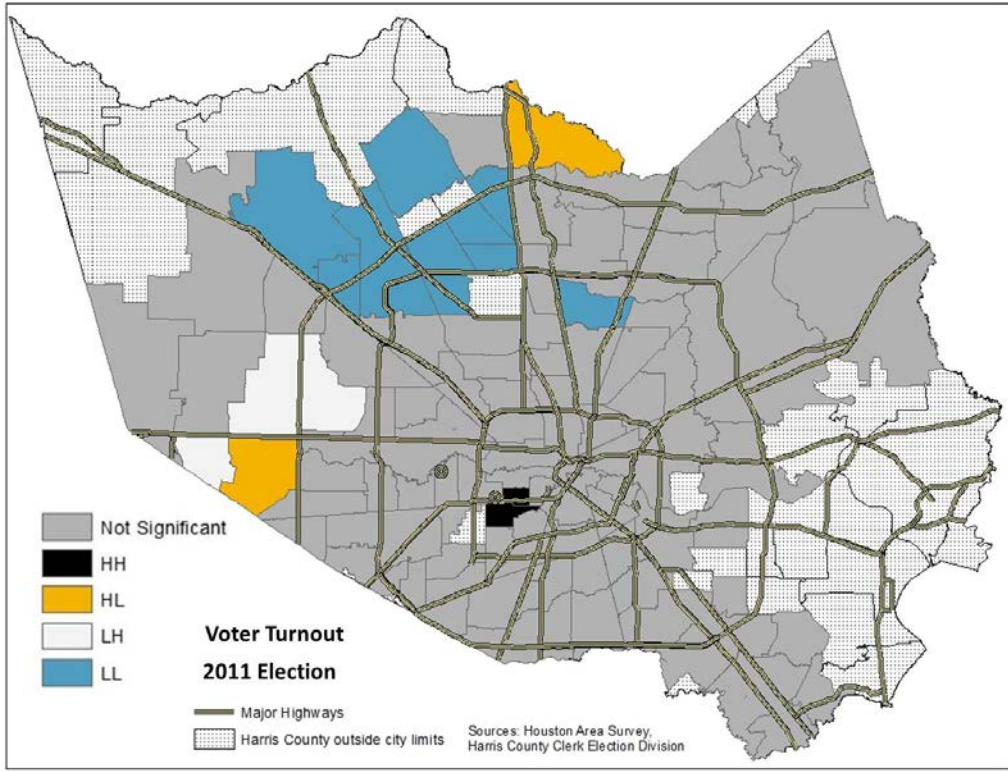 Not Significant
HH
HL
LH
LL
Voter Turnout
2011 Election
Major Highways
Harris County outside city limits
Sources: Houston Area Survey,
Harris County Clerk Election Division